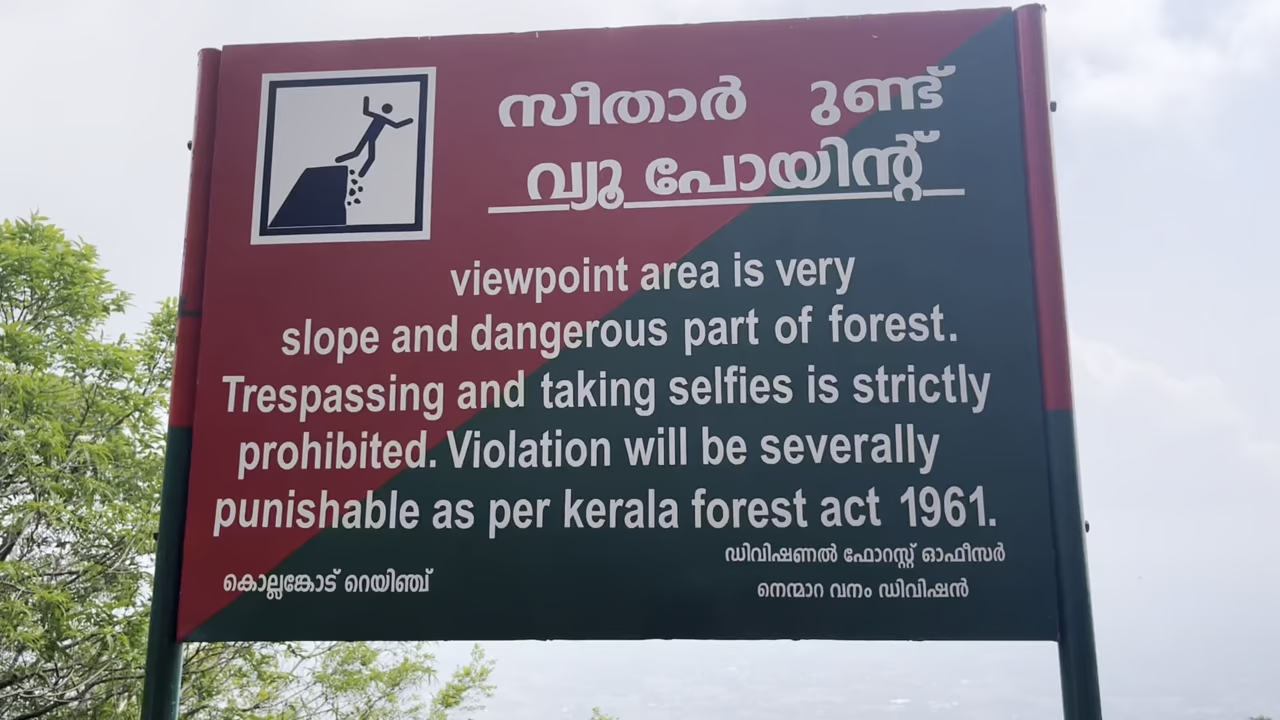 സീതാർ ുണ്ട്
വ്യൂ പോയിന്റ്
viewpoint area is very
slope and dangerous part of forest.
Trespassing and taking selfies is strictly
prohibited. Violation will be severally
punishable as per kerala forest act 1961.
ഡിവിഷണൽ ഫോറസ്റ്റ് ഓഫീസർ
കൊല്ലങ്കോട് റെയിഞ്ച്
നെന്മാറ വനം ഡിവിഷൻ